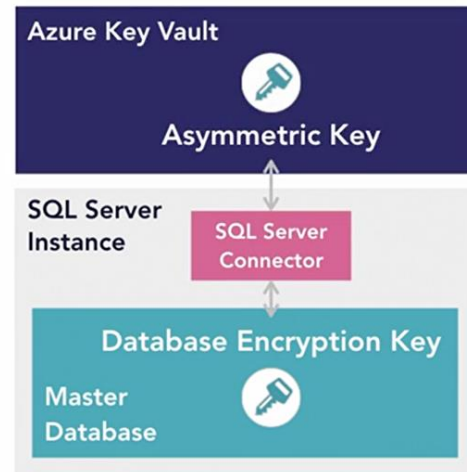 Azure Key Vault
Asymmetric Key
SQL Server
Instance
SQL Server
Connector
Database Encryption Key
Master
Database